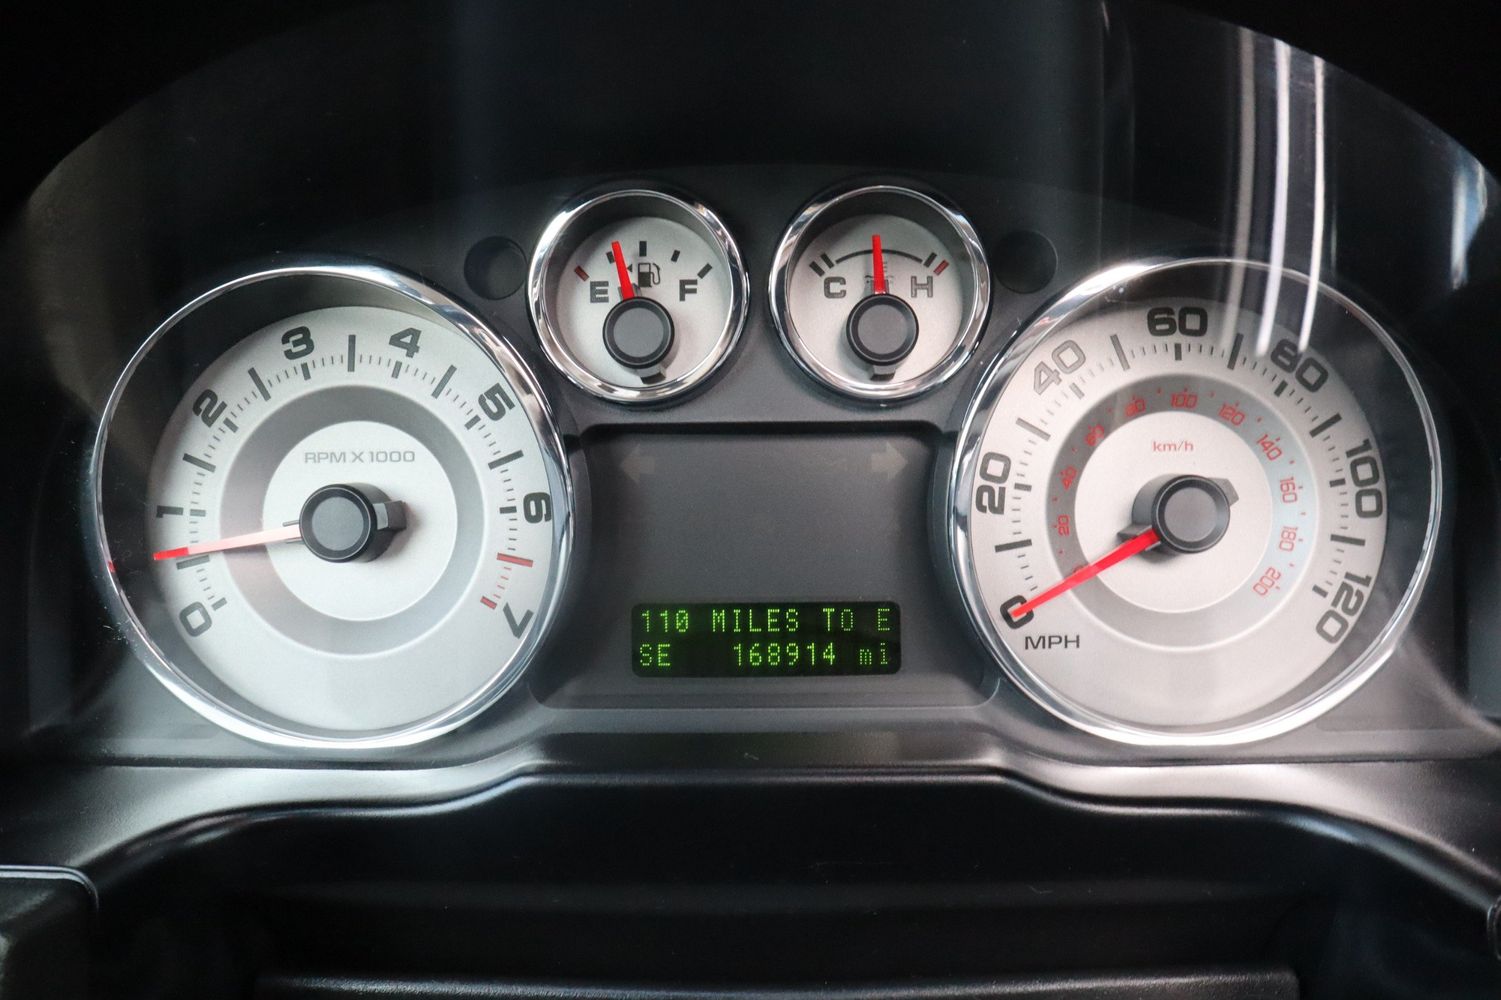 E F
C H
RPM X 1000
0 1 2 3 4 5 6 7
0 20 40 60 80 100 120
MPH
km/h
20 40 60 80 100 120 140 160 180 200
110 MILES TO E
SE 168914 mi